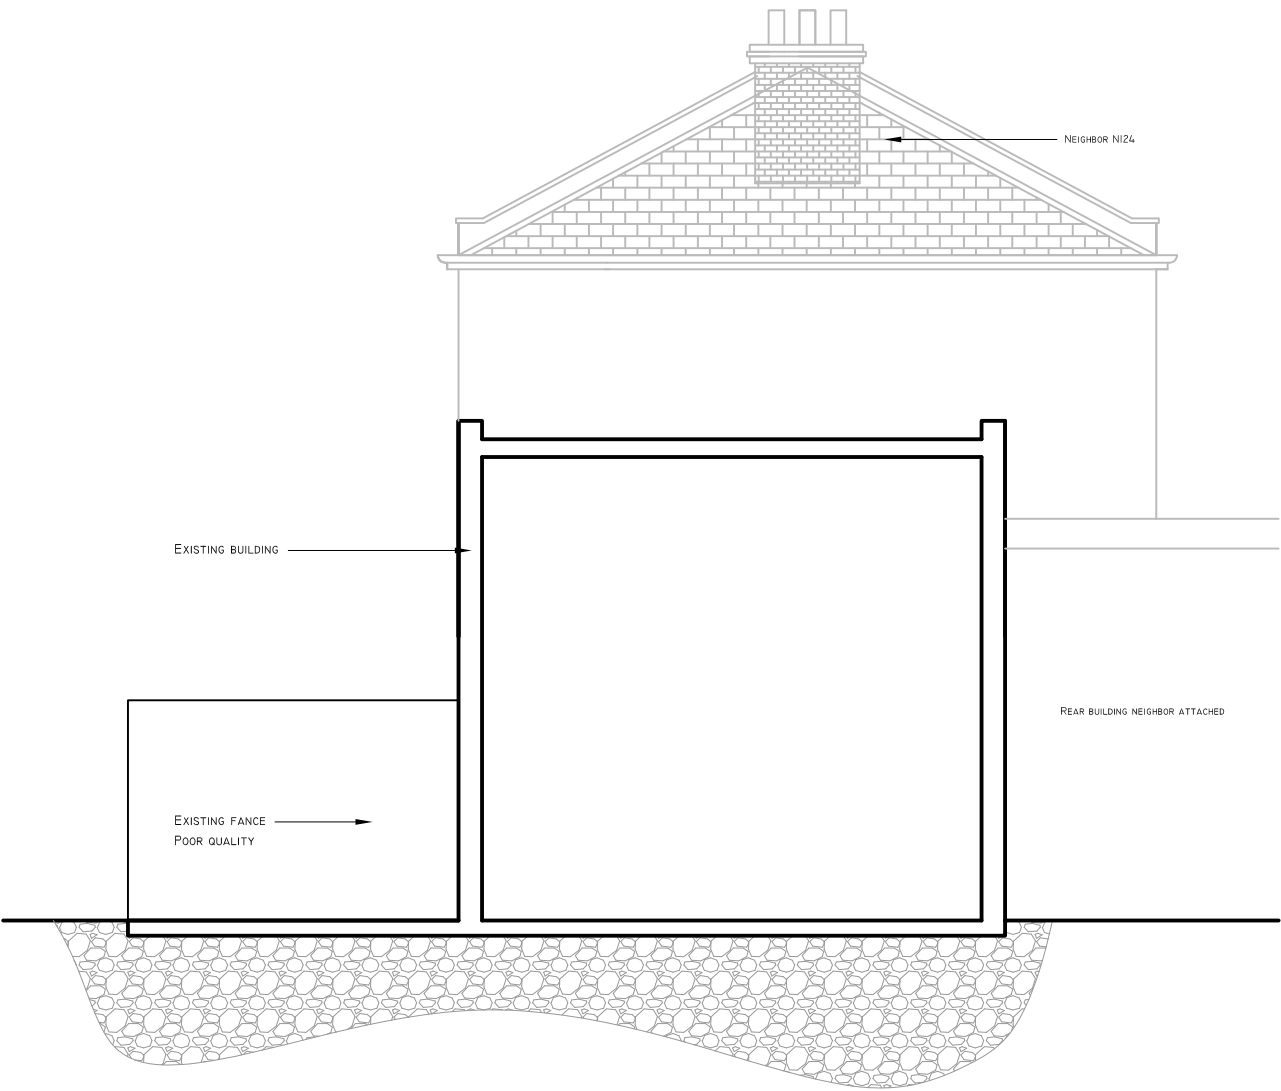 Neighbor N124
Existing building
Rear building neighbor attached
Existing fance
Poor quality